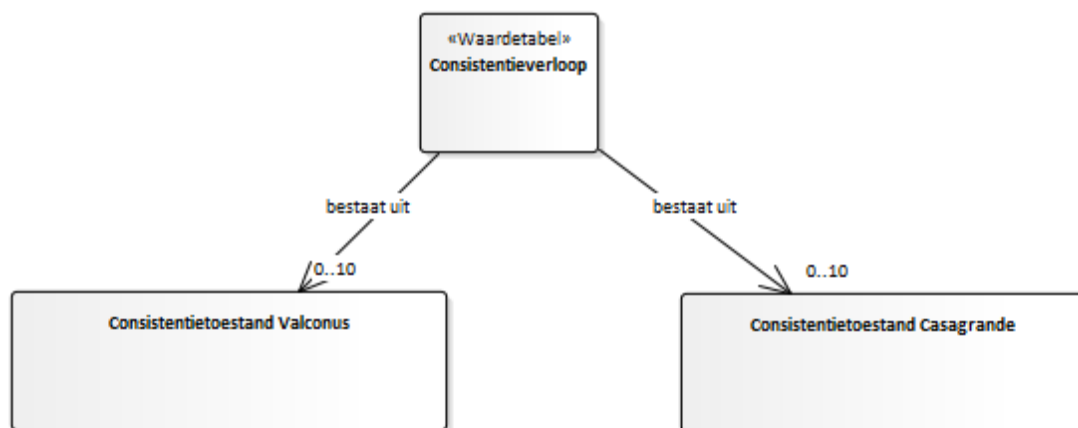 «Waardetabel»
Consistentieverloop
bestaat uit
bestaat uit
0..10
0..10
Consistentietoestand Valconus
Consistentietoestand Casagrande